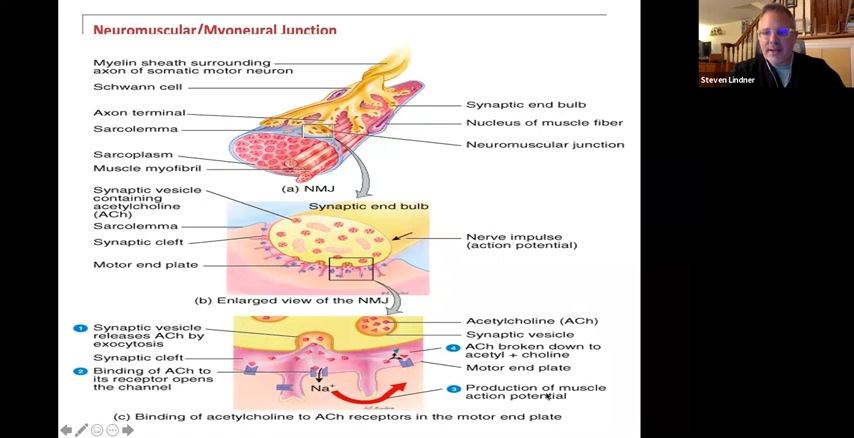 Neuromuscular/Myoneural Junction
Myelin sheath surrounding
axon of somatic motor neuron
Schwann cell
Axon terminal
Sarcolemma
Sarcoplasm
Muscle myofibril
Synaptic end bulb
Nucleus of muscle fiber
Neuromuscular junction
(a) NMJ
Synaptic vesicle
containing
acetylcholine
(ACh)
Sarcolemma
Synaptic cleft
Motor end plate
Synaptic end bulb
Nerve impulse
(action potential)
(b) Enlarged view of the NMJ
1 Synaptic vesicle
releases ACh by
exocytosis
Synaptic cleft
2 Binding of ACh to
its receptor opens
the channel
Na+
Acetylcholine (ACh)
Synaptic vesicle
4 ACh broken down to
acetyl + choline
Motor end plate
3 Production of muscle
action potential
(c) Binding of acetylcholine to ACh receptors in the motor end plate
Steven Lindner